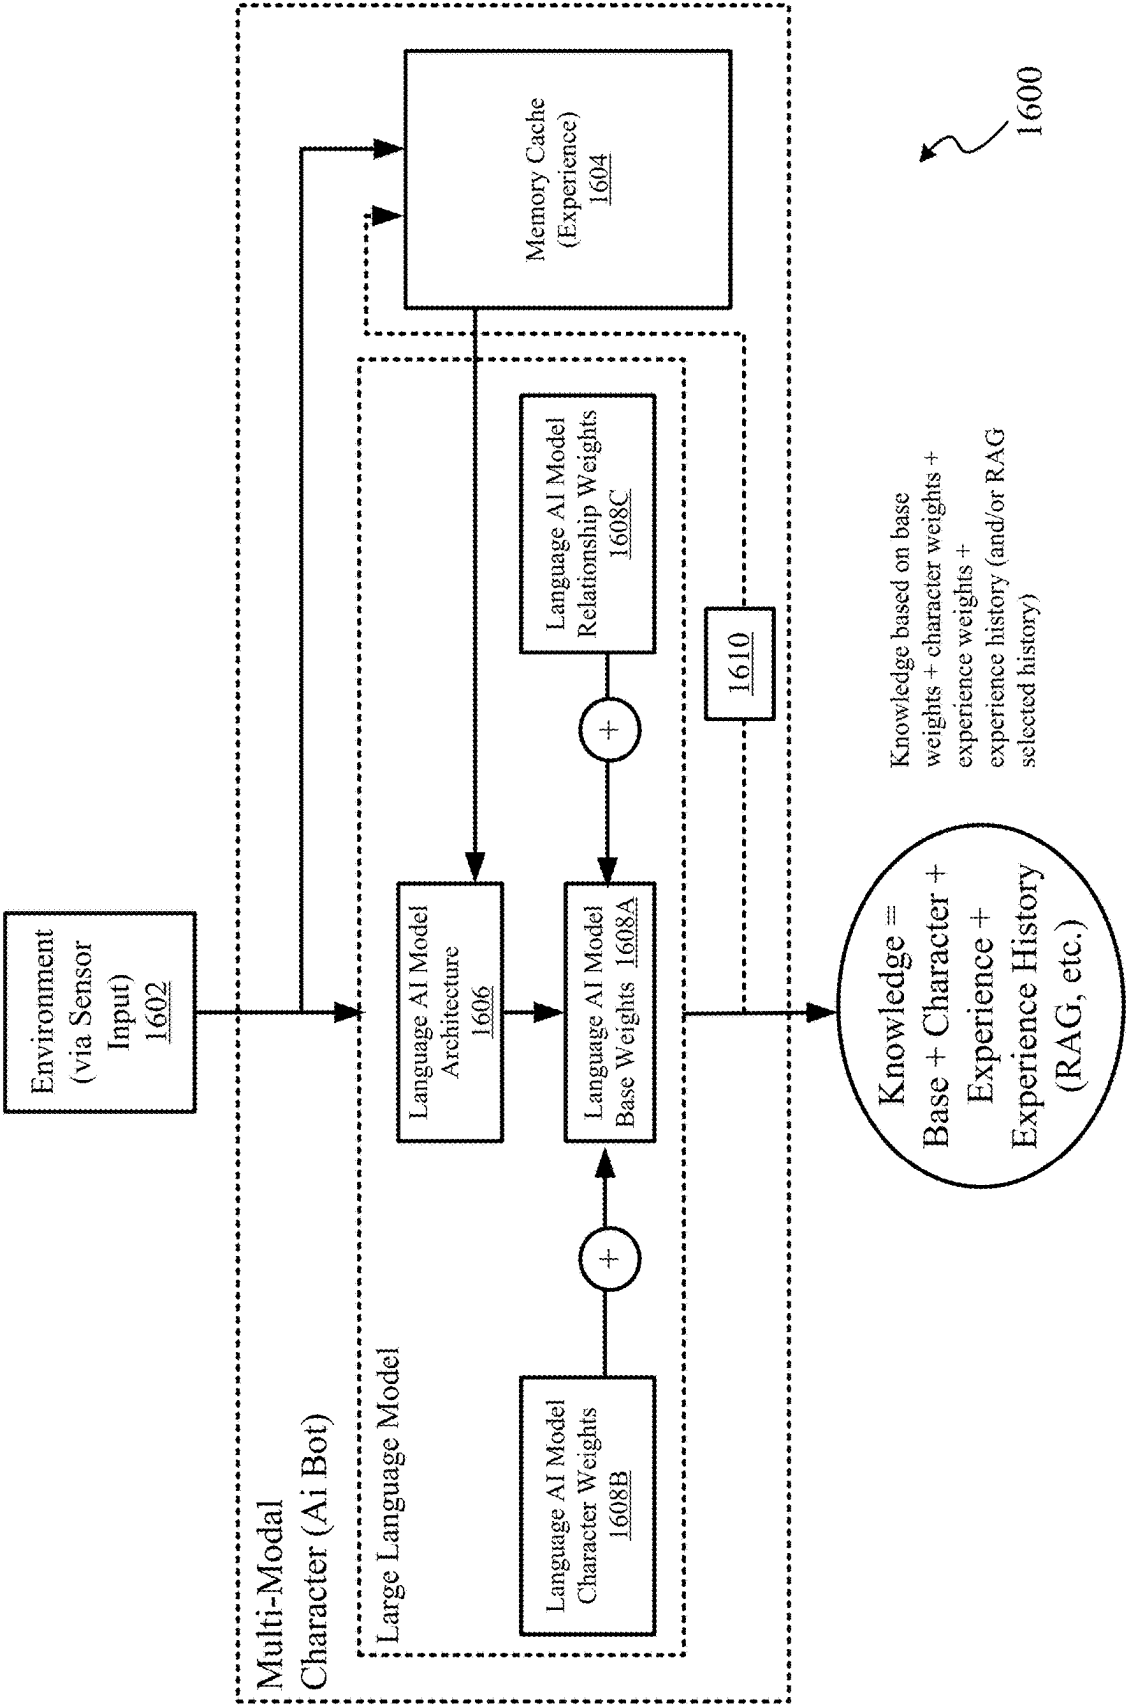 Environment
(via Sensor
Input)
1602
Multi-Modal
Character (Ai Bot)
Large Language Model
Language AI Model
Architecture
1606
Memory Cache
(Experience)
1604
Language AI Model
Character Weights
1608B
+
Language AI Model
Base Weights 1608A
+
Language AI Model
Relationship Weights
1608C
1610
Knowledge =
Base + Character +
Experience +
Experience History
(RAG, etc.)
Knowledge based on base
weights + character weights +
experience weights +
experience history (and/or RAG
selected history)
1600